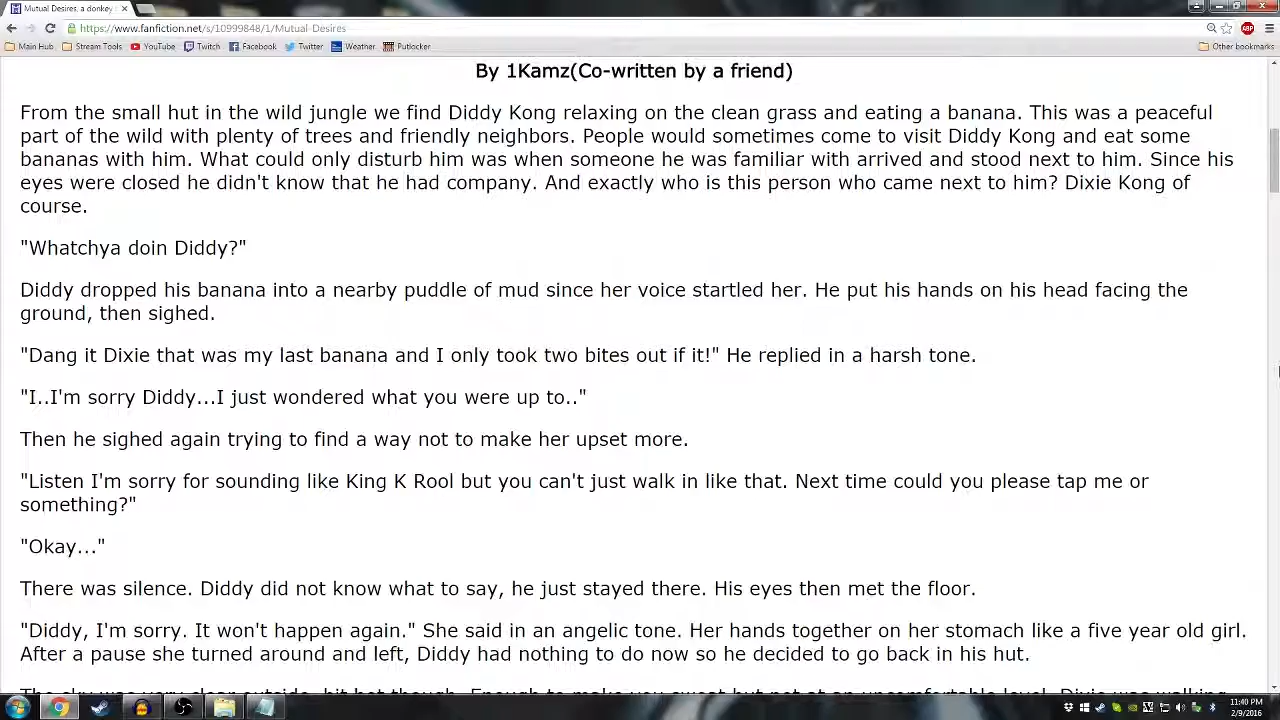 Mutual Desires, a donkey
https://www.fanfiction.net/s/10999848/1/Mutual-Desires
ABP
Main Hub
Stream Tools
YouTube
Twitch
Facebook
Twitter
Weather
Putlocker
Other bookmarks
By 1Kamz(Co-written by a friend)
From the small hut in the wild jungle we find Diddy Kong relaxing on the clean grass and eating a banana. This was a peaceful
part of the wild with plenty of trees and friendly neighbors. People would sometimes come to visit Diddy Kong and eat some
bananas with him. What could only disturb him was when someone he was familiar with arrived and stood next to him. Since his
eyes were closed he didn't know that he had company. And exactly who is this person who came next to him? Dixie Kong of
course.
"Whatchya doin Diddy?"
Diddy dropped his banana into a nearby puddle of mud since her voice startled her. He put his hands on his head facing the
ground, then sighed.
"Dang it Dixie that was my last banana and I only took two bites out if it!" He replied in a harsh tone.
"I..I'm sorry Diddy...I just wondered what you were up to.."
Then he sighed again trying to find a way not to make her upset more.
"Listen I'm sorry for sounding like King K Rool but you can't just walk in like that. Next time could you please tap me or
something?"
"Okay..."
There was silence. Diddy did not know what to say, he just stayed there. His eyes then met the floor.
"Diddy, I'm sorry. It won't happen again." She said in an angelic tone. Her hands together on her stomach like a five year old girl.
After a pause she turned around and left, Diddy had nothing to do now so he decided to go back in his hut.
11:40 PM
2/9/2016